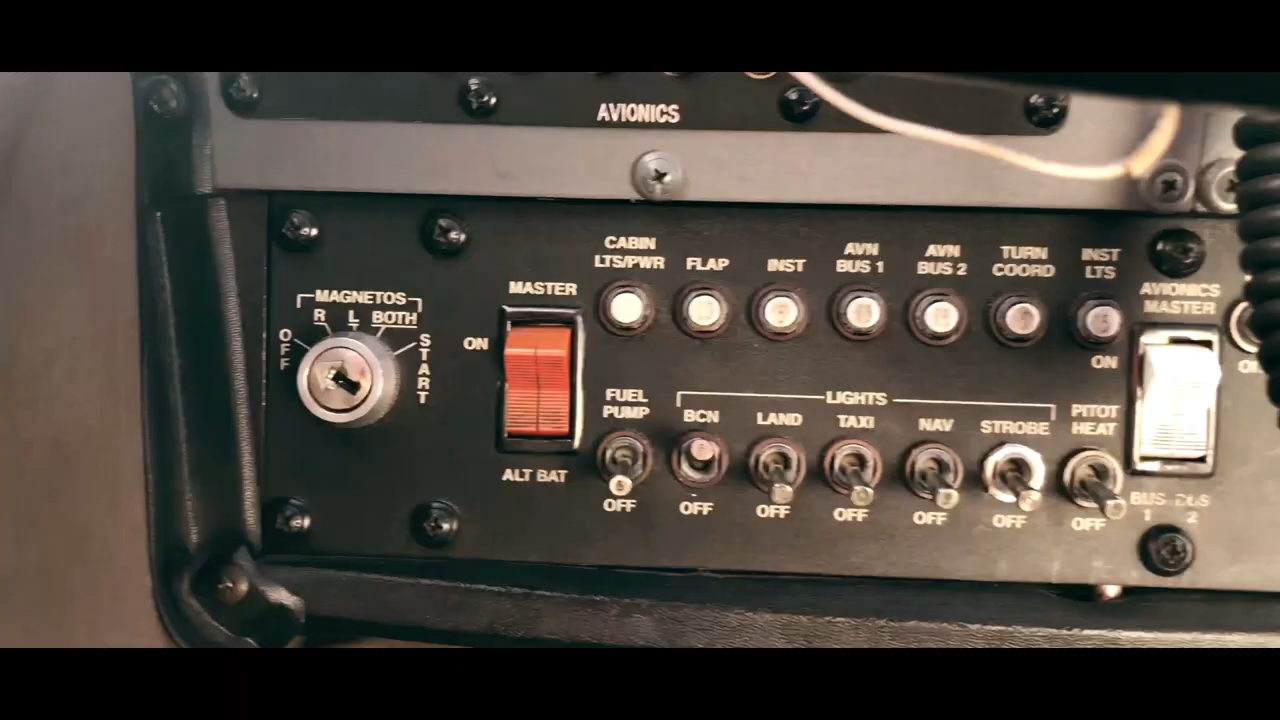 AVIONICS
MAGNETOS
R L BOTH
OFF
START
MASTER
ON
ALT BAT
CABIN
LTS/PWR
FLAP
INST
AVN
BUS 1
AVN
BUS 2
TURN
COORD
INST
LTS
AVIONICS
MASTER
ON
FUEL
PUMP
OFF
LIGHTS
BCN
OFF
LAND
OFF
TAXI
OFF
NAV
OFF
STROBE
OFF
PITOT
HEAT
OFF
BUS BUS
1 2